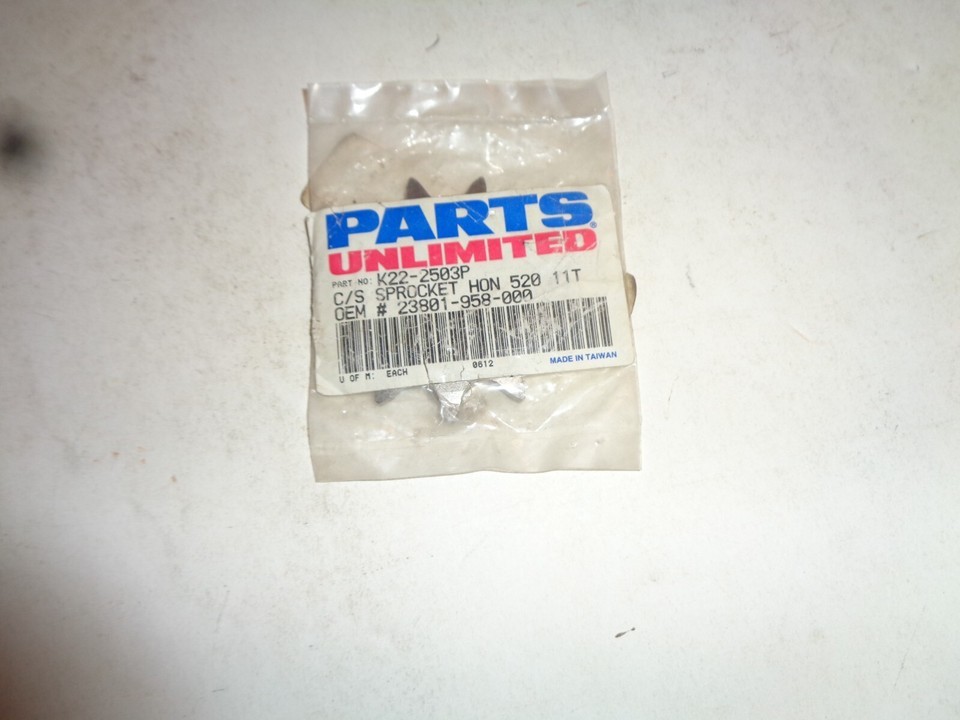 PARTS
UNLIMITED®
PART NO: K22-2503P
C/S SPROCKET HON 520 11T
OEM # 23801-958-000
U OF M: EACH 0612 MADE IN TAIWAN